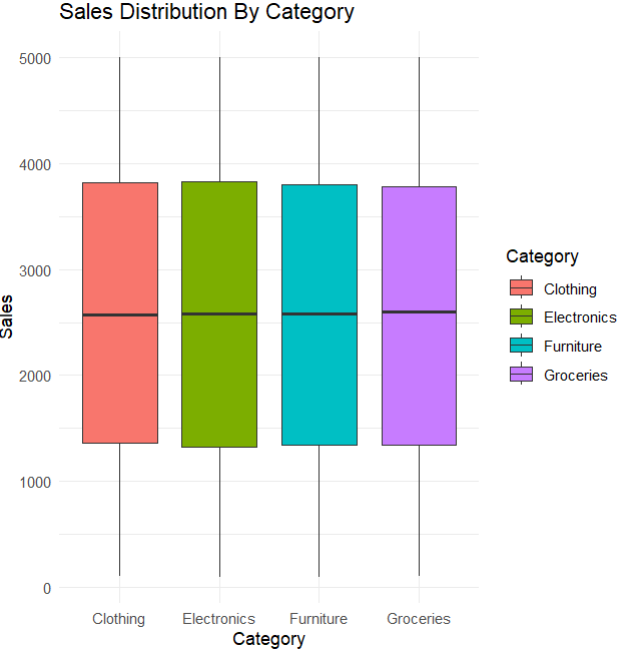 Sales Distribution By Category
5000
4000
3000
2000
1000
0
Sales
Clothing
Electronics
Furniture
Groceries
Category
Category
Clothing
Electronics
Furniture
Groceries